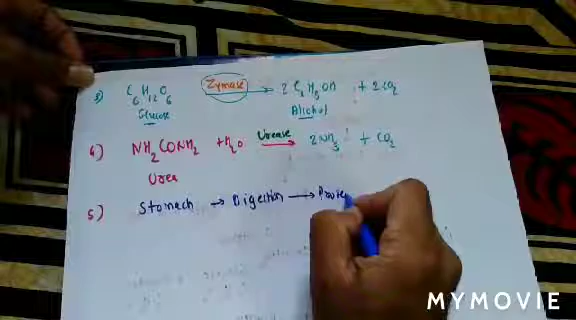 3) C6H12O6 Zymase → 2 C2H5OH + 2CO2
Glucose Alcohol
4) NH2CONH2 + H2O Urease → 2NH3 + CO2
Urea
5) Stomach → Digestion → Prote
MYMOVIE